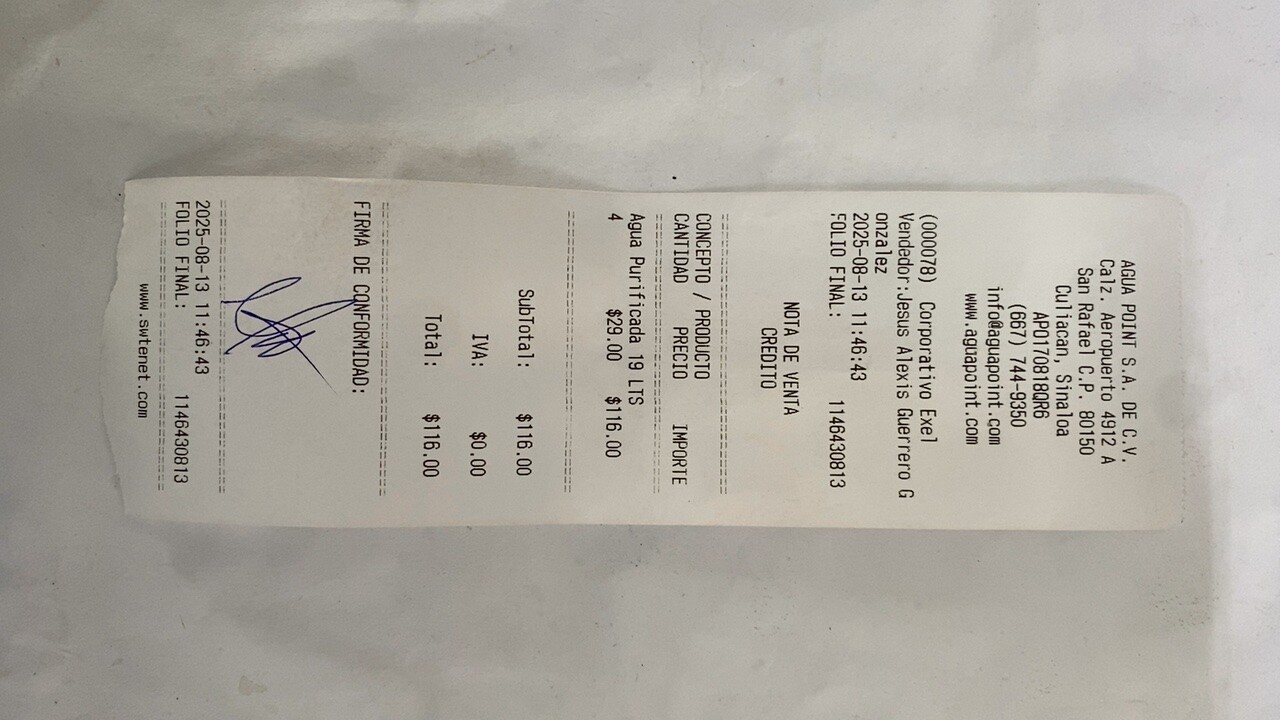 AGUA POINT S.A. DE C.V.
Calz. Aeropuerto 4912 A
San Rafael C.P. 80150
Culiacan, Sinaloa
APO170818QR6
(667) 744-9350
info@aguapoint.com
www.aguapoint.com
(000078) Corporativo Exel
Vendedor:Jesus Alexis Guerrero G
onzalez
2025-08-13 11:46:43
FOLIO FINAL: 1146430813
NOTA DE VENTA
CREDITO
CONCEPTO / PRODUCTO
CANTIDAD PRECIO IMPORTE
Agua Purificada 19 LTS
4 $29.00 $116.00
SubTotal: $116.00
IVA: $0.00
Total: $116.00
FIRMA DE CONFORMIDAD:
2025-08-13 11:46:43
FOLIO FINAL: 1146430813
www.swtenet.com